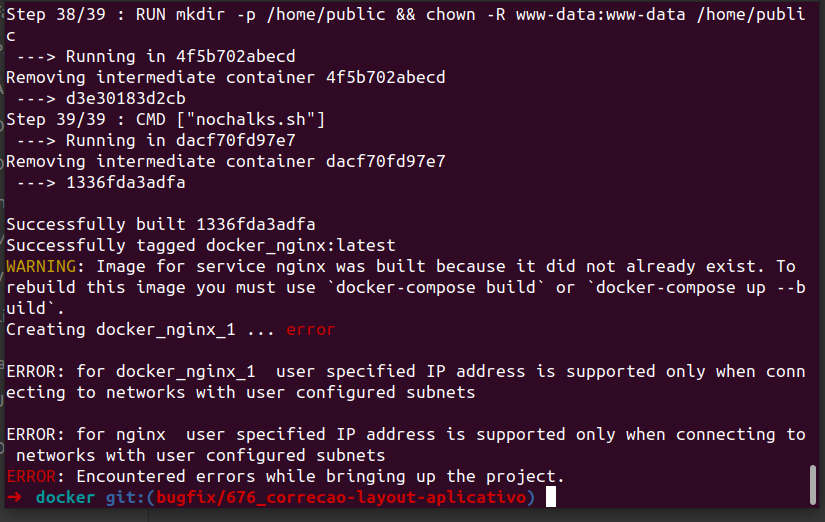 Step 38/39 : RUN mkdir -p /home/public && chown -R www-data:www-data /home/publi
c
 ---> Running in 4f5b702abecd
Removing intermediate container 4f5b702abecd
 ---> d3e30183d2cb
Step 39/39 : CMD ["nochalks.sh"]
 ---> Running in dacf70fd97e7
Removing intermediate container dacf70fd97e7
 ---> 1336fda3adfa
Successfully built 1336fda3adfa
Successfully tagged docker_nginx:latest
WARNING: Image for service nginx was built because it did not already exist. To
rebuild this image you must use `docker-compose build` or `docker-compose up --b
uild`.
Creating docker_nginx_1 ... error
ERROR: for docker_nginx_1  user specified IP address is supported only when conn
ecting to networks with user configured subnets
ERROR: for nginx  user specified IP address is supported only when connecting to
 networks with user configured subnets
ERROR: Encountered errors while bringing up the project.
➜  docker git:(bugfix/676_correcao-layout-aplicativo)